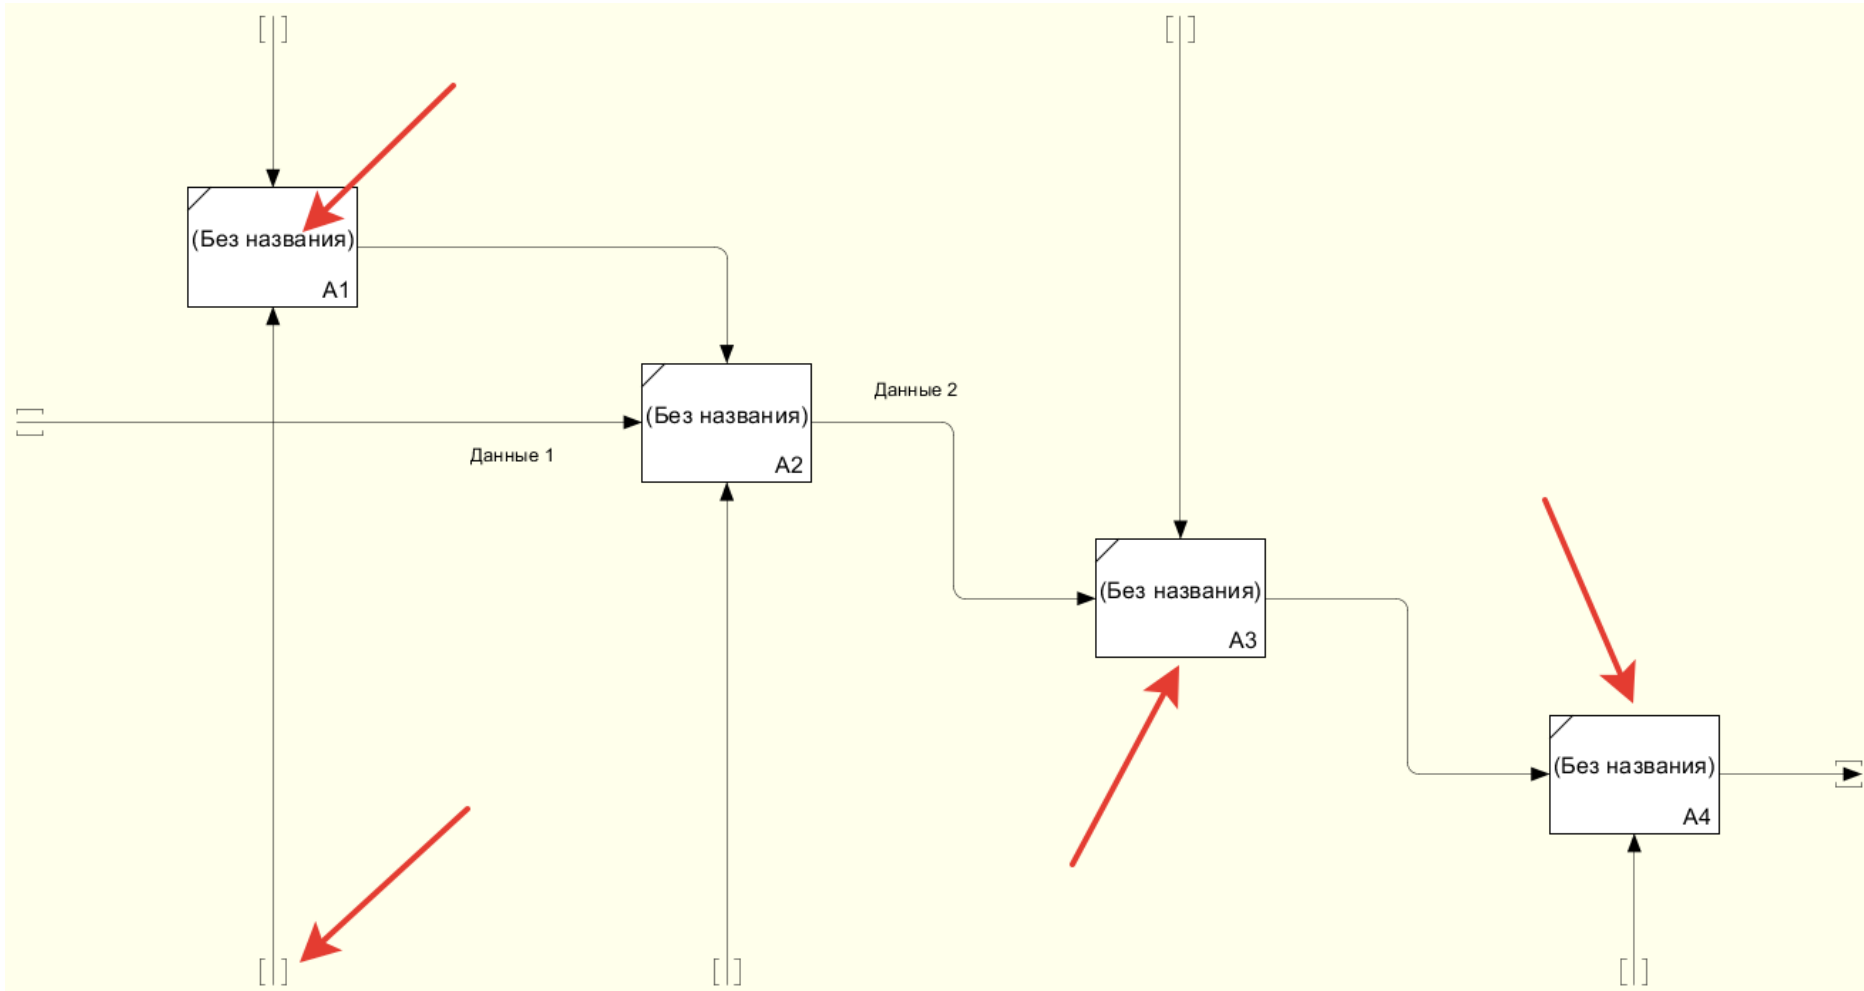 (Без названия)
A1
(Без названия)
A2
Данные 1
Данные 2
(Без названия)
A3
(Без названия)
A4